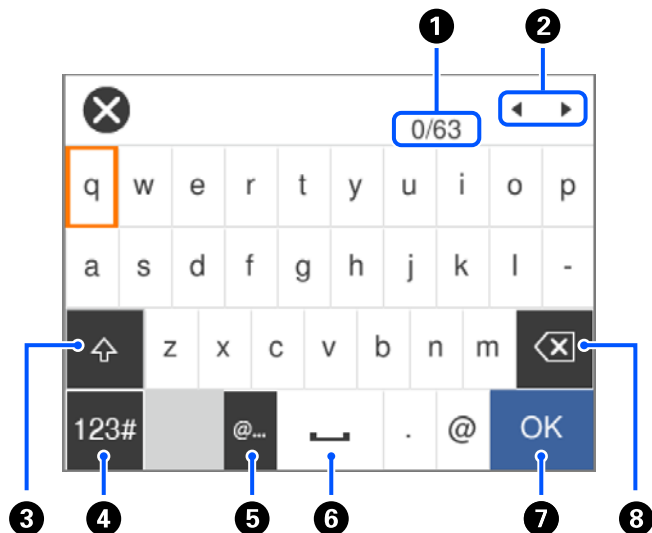 1 2
0/63
q w e r t y u i o p
a s d f g h j k l -
z x c v b n m
123# @... . @ OK
3 4 5 6 7 8